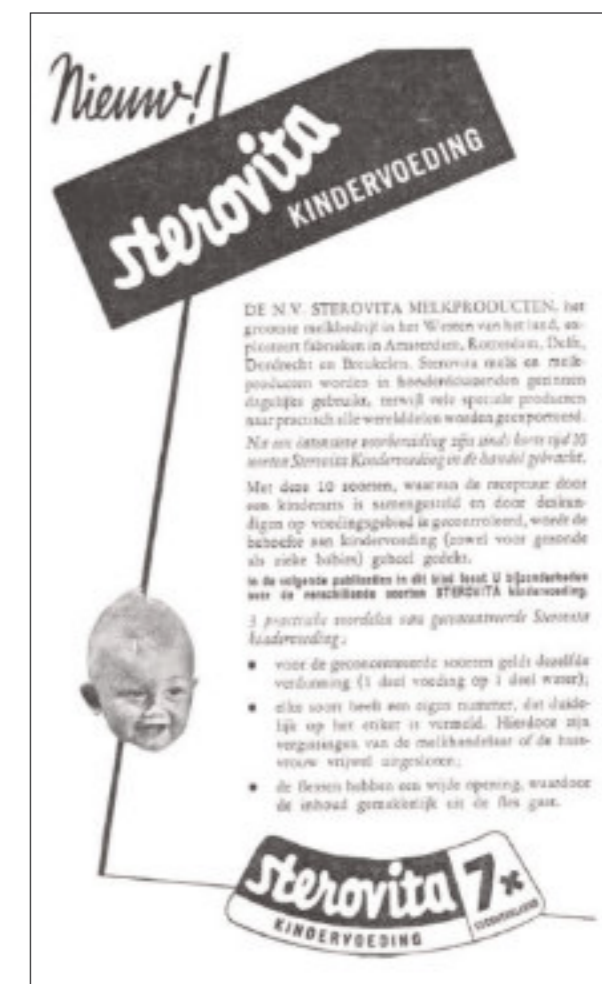 Nieuw!
sterovita
KINDERVOEDING
DE N.V. STEROVITA MELKPRODUCTEN, het
grootste melkbedrijf in het Westen van het land, ex-
ploiteert fabrieken in Amsterdam, Rotterdam, Delft,
Dordrecht en Breukelen. Sterovita melk en melk-
producten worden in honderdduizenden gezinnen
dagelijks gebruikt, terwijl vele speciale producten
naar practisch alle werelddelen worden geëxporteerd.
Na een intensieve voorbereiding zijn sinds korte tijd 10
soorten Sterovita Kindervoeding in de handel gebracht.
Met deze 10 soorten, waarvan de receptuur door
een kinderarts is samengesteld en door deskun-
digen op voedingsgebied is gecontroleerd, wordt de
behoefte aan kindervoeding (zowel voor gezonde
als zieke babies) geheel gedekt.
In de volgende publicaties in dit blad leest U bijzonderheden
over de verschillende soorten STEROVITA kindervoeding.
3 practische voordelen van geconcentreerde Sterovita
kindervoeding:
• voor de geconcentreerde soorten geldt dezelfde
verdunning (1 deel voeding op 1 deel water);
• elke soort heeft een eigen nummer, dat duide-
lijk op het etiket is vermeld. Hierdoor zijn
vergissingen van de melkhandelaar of de huis-
vrouw vrijwel uitgesloten;
• de flessen hebben een wijde opening, waardoor
de inhoud gemakkelijk uit de fles gaat.
sterovita 7x
KINDERVOEDING